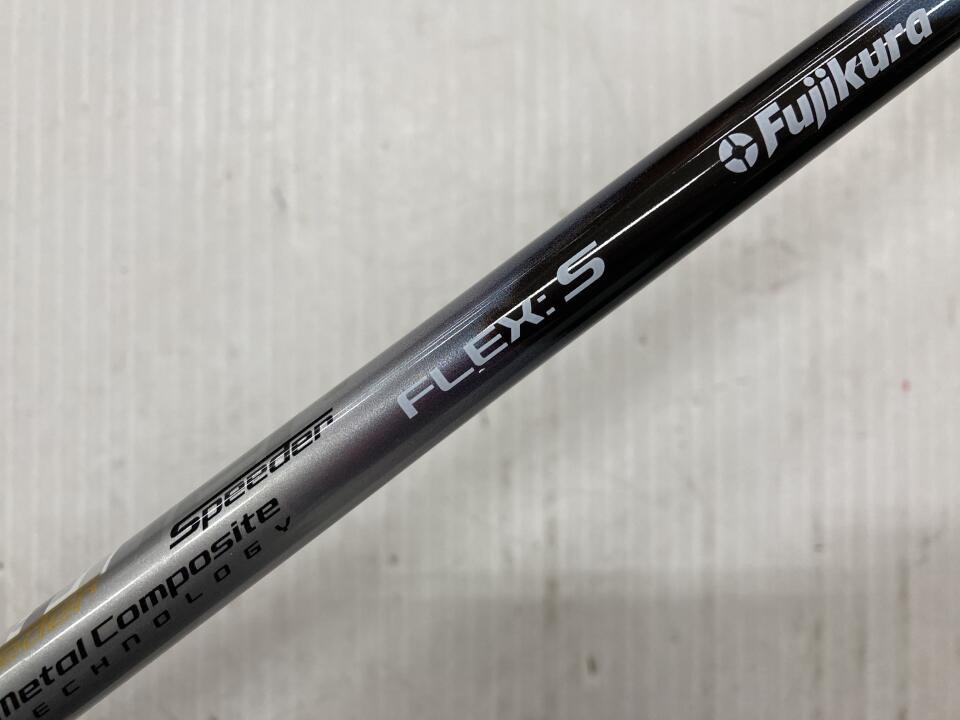 Fujikura
FLEX: S
Speeder
Metal Composite
TECHNOLOGY